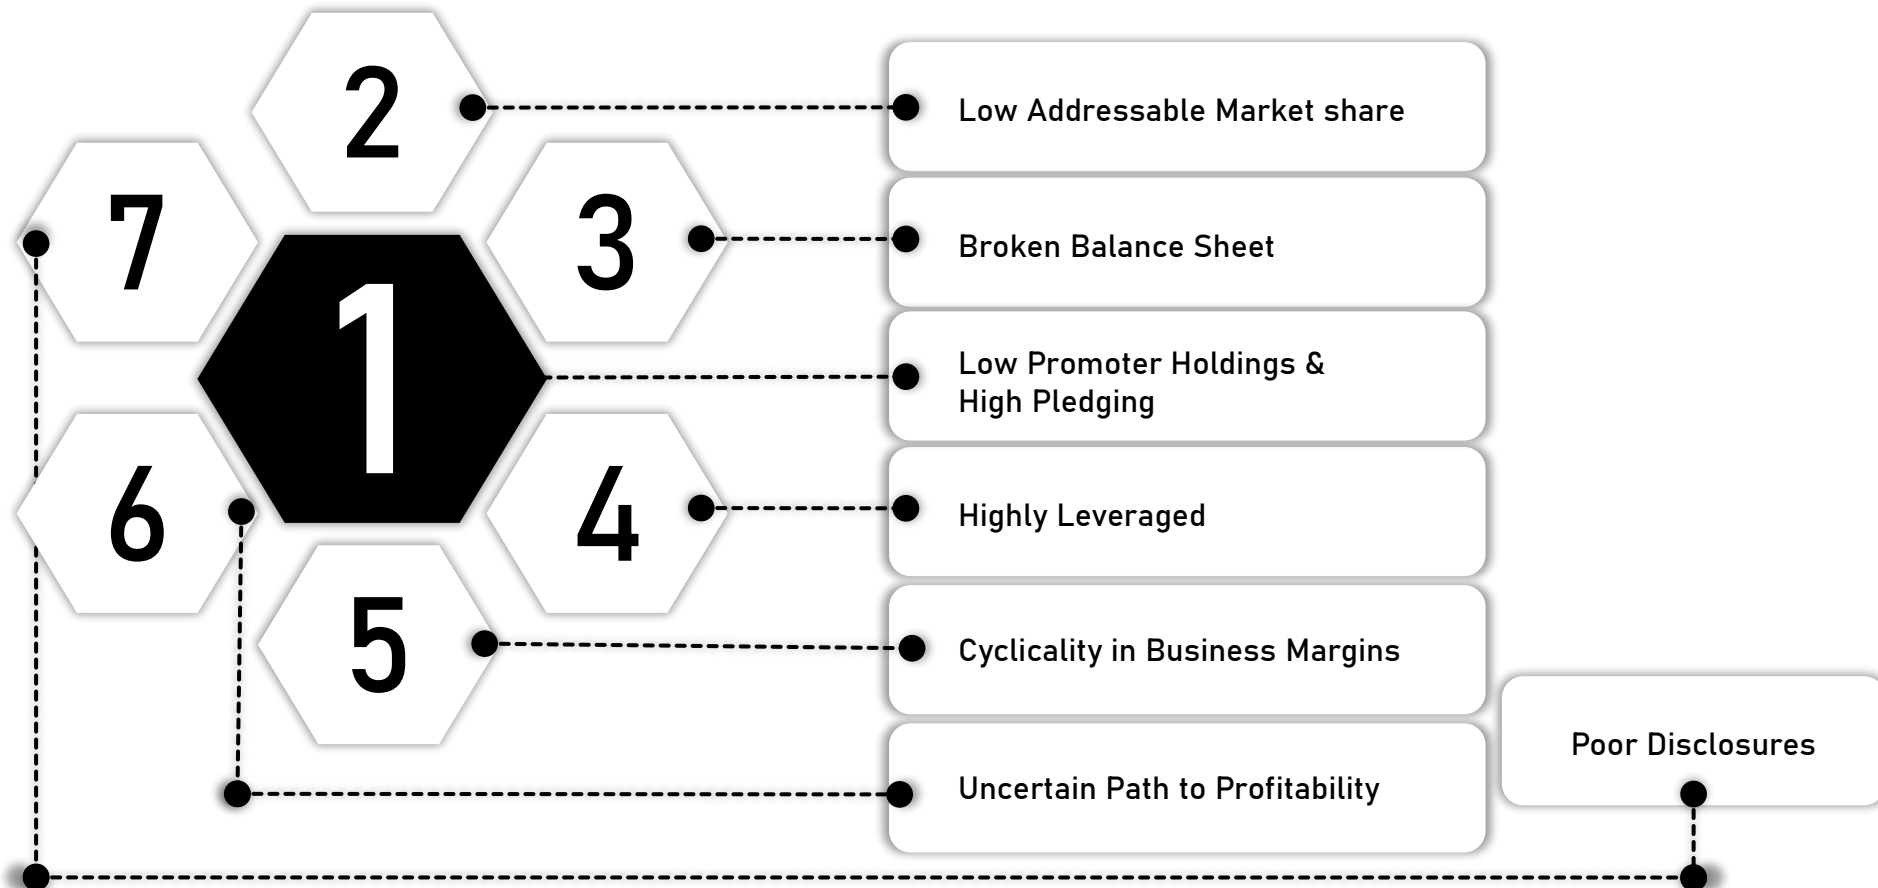 2
Low Addressable Market share
7
3
Broken Balance Sheet
1
Low Promoter Holdings &
High Pledging
6
4
Highly Leveraged
5
Cyclicality in Business Margins
Poor Disclosures
Uncertain Path to Profitability